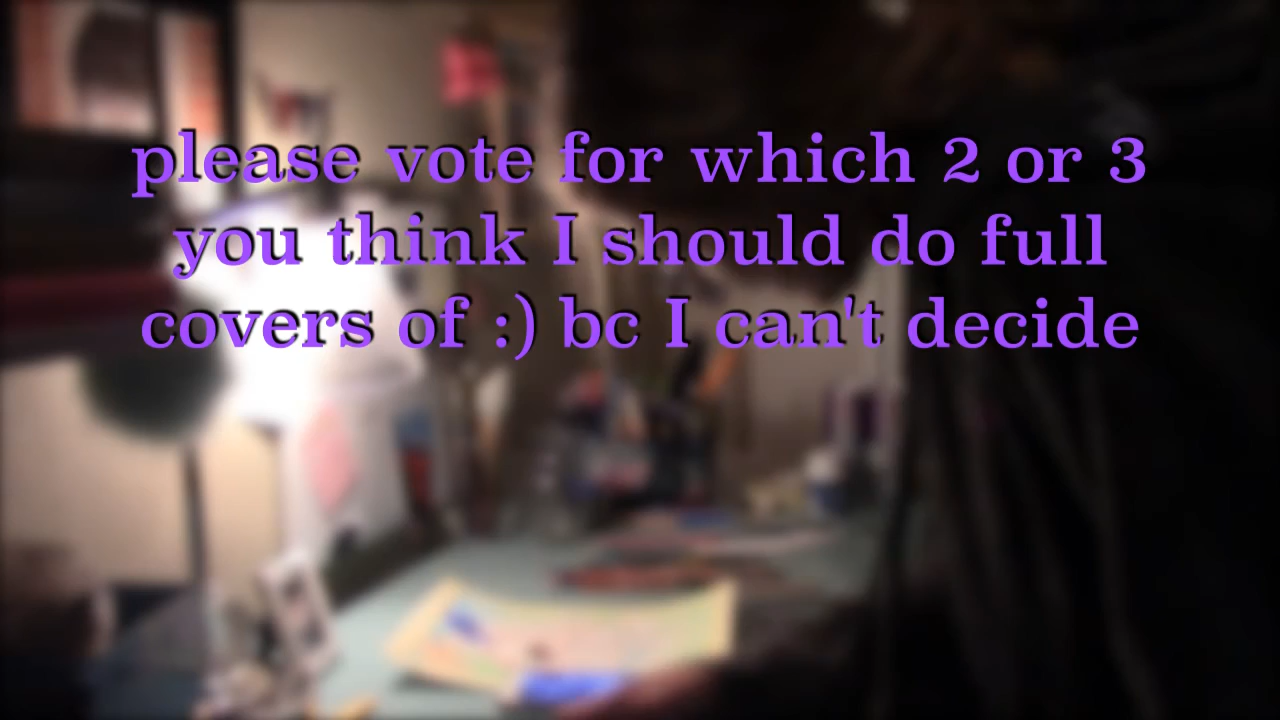 please vote for which 2 or 3
you think I should do full
covers of :) bc I can't decide